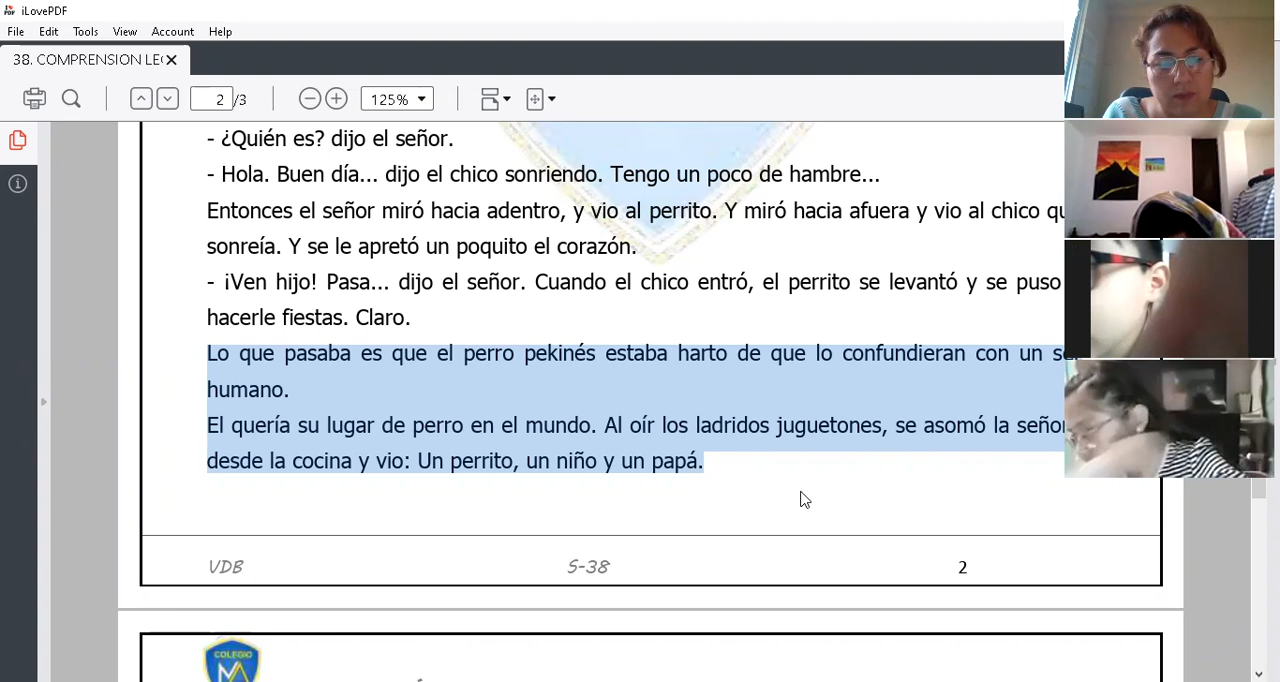 iLovePDF
File Edit Tools View Account Help
38. COMPRENSION LE
2 /3 125%
- ¿Quién es? dijo el señor.
- Hola. Buen día... dijo el chico sonriendo. Tengo un poco de hambre...
Entonces el señor miró hacia adentro, y vio al perrito. Y miró hacia afuera y vio al chico
sonreía. Y se le apretó un poquito el corazón.
- ¡Ven hijo! Pasa... dijo el señor. Cuando el chico entró, el perrito se levantó y se puso
hacerle fiestas. Claro.
Lo que pasaba es que el perro pekinés estaba harto de que lo confundieran con un
humano.
El quería su lugar de perro en el mundo. Al oír los ladridos juguetones, se asomó la
desde la cocina y vio: Un perrito, un niño y un papá.
VDB S-38 2
COLEGIO